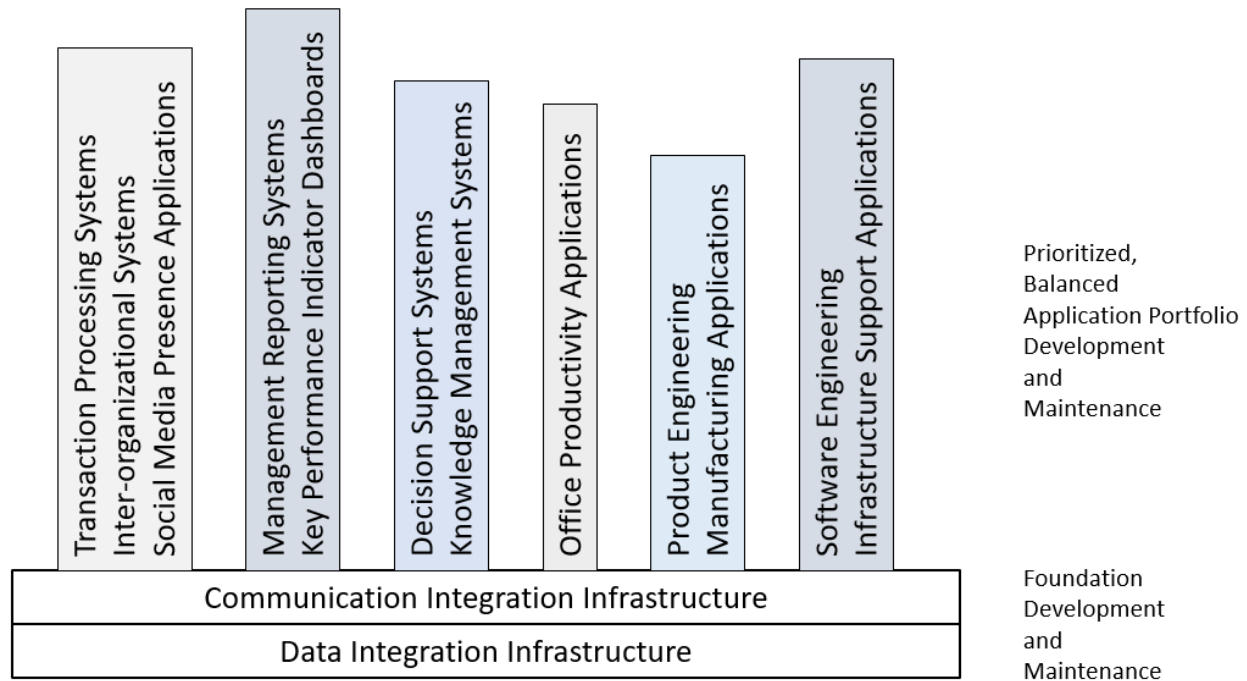 Transaction Processing Systems
Inter-organizational Systems
Social Media Presence Applications
Management Reporting Systems
Key Performance Indicator Dashboards
Decision Support Systems
Knowledge Management Systems
Office Productivity Applications
Product Engineering
Manufacturing Applications
Software Engineering
Infrastructure Support Applications
Prioritized,
Balanced
Application Portfolio
Development
and
Maintenance
Communication Integration Infrastructure
Data Integration Infrastructure
Foundation
Development
and
Maintenance